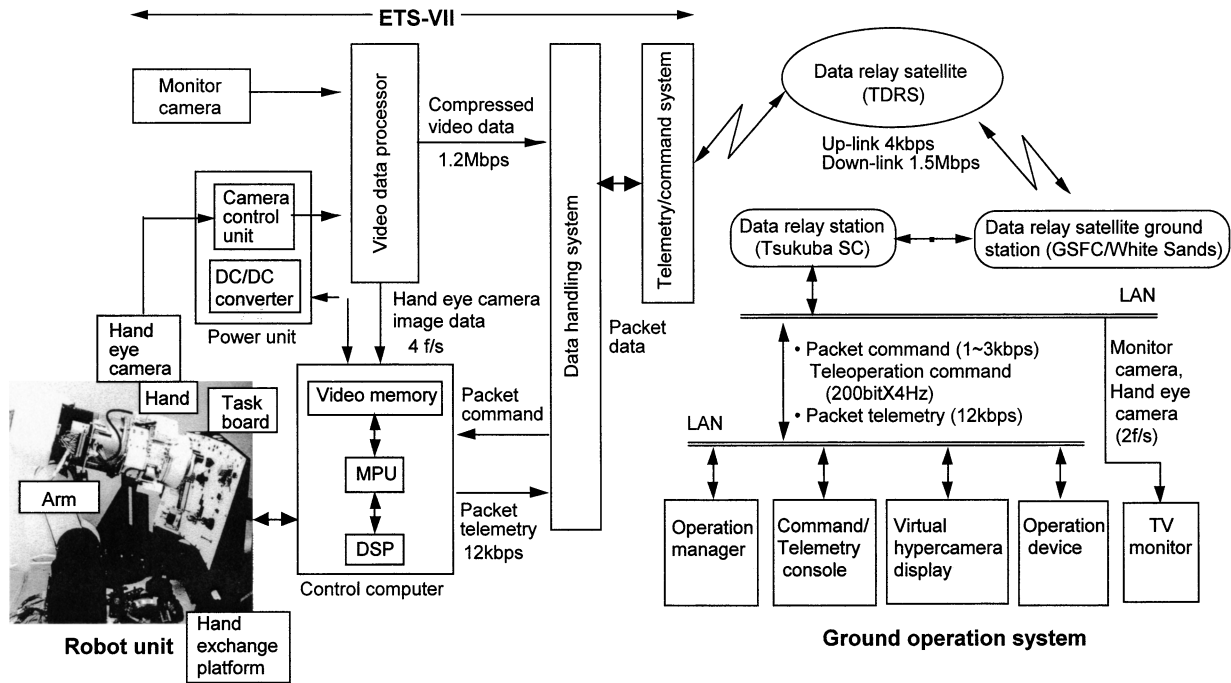 ETS-VII
Monitor
camera
Video data processor
Compressed
video data
1.2Mbps
Data handling system
Telemetry/command system
Data relay satellite
(TDRS)
Up-link 4kbps
Down-link 1.5Mbps
Camera
control
unit
DC/DC
converter
Power unit
Hand
eye
camera
Hand
Task
board
Arm
Hand
exchange
platform
Robot unit
Hand eye camera
image data
4 f/s
Video memory
MPU
DSP
Control computer
Packet
command
Packet
telemetry
12kbps
Packet
data
Data relay station
(Tsukuba SC)
Data relay satellite ground
station (GSFC/White Sands)
LAN
• Packet command (1~3kbps)
Teleoperation command
(200bitX4Hz)
• Packet telemetry (12kbps)
Monitor
camera,
Hand eye
camera
(2f/s)
LAN
Operation
manager
Command/
Telemetry
console
Virtual
hypercamera
display
Operation
device
TV
monitor
Ground operation system